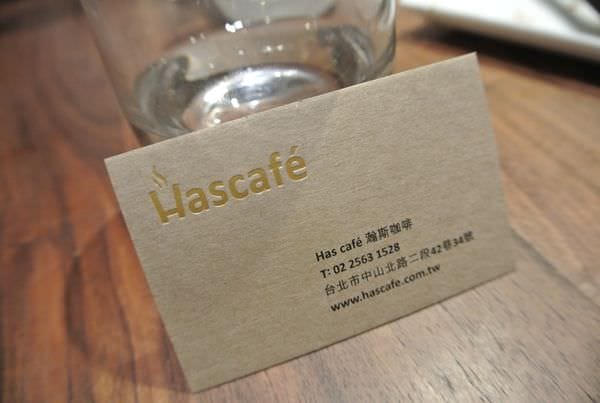 Hascafé
Has café 瀚斯咖啡
T: 02 2563 1528
台北市中山北路二段42巷34號
www.hascafe.com.tw